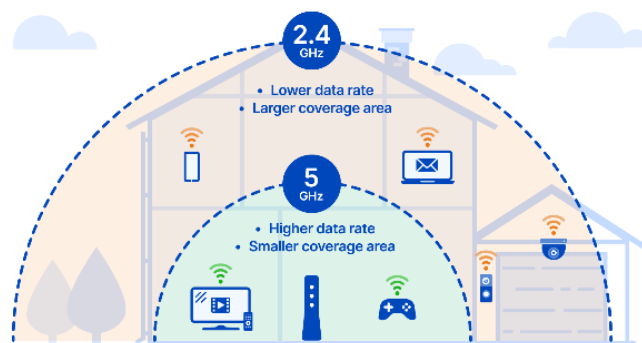 2.4
GHz
• Lower data rate
• Larger coverage area
5
GHz
• Higher data rate
• Smaller coverage area